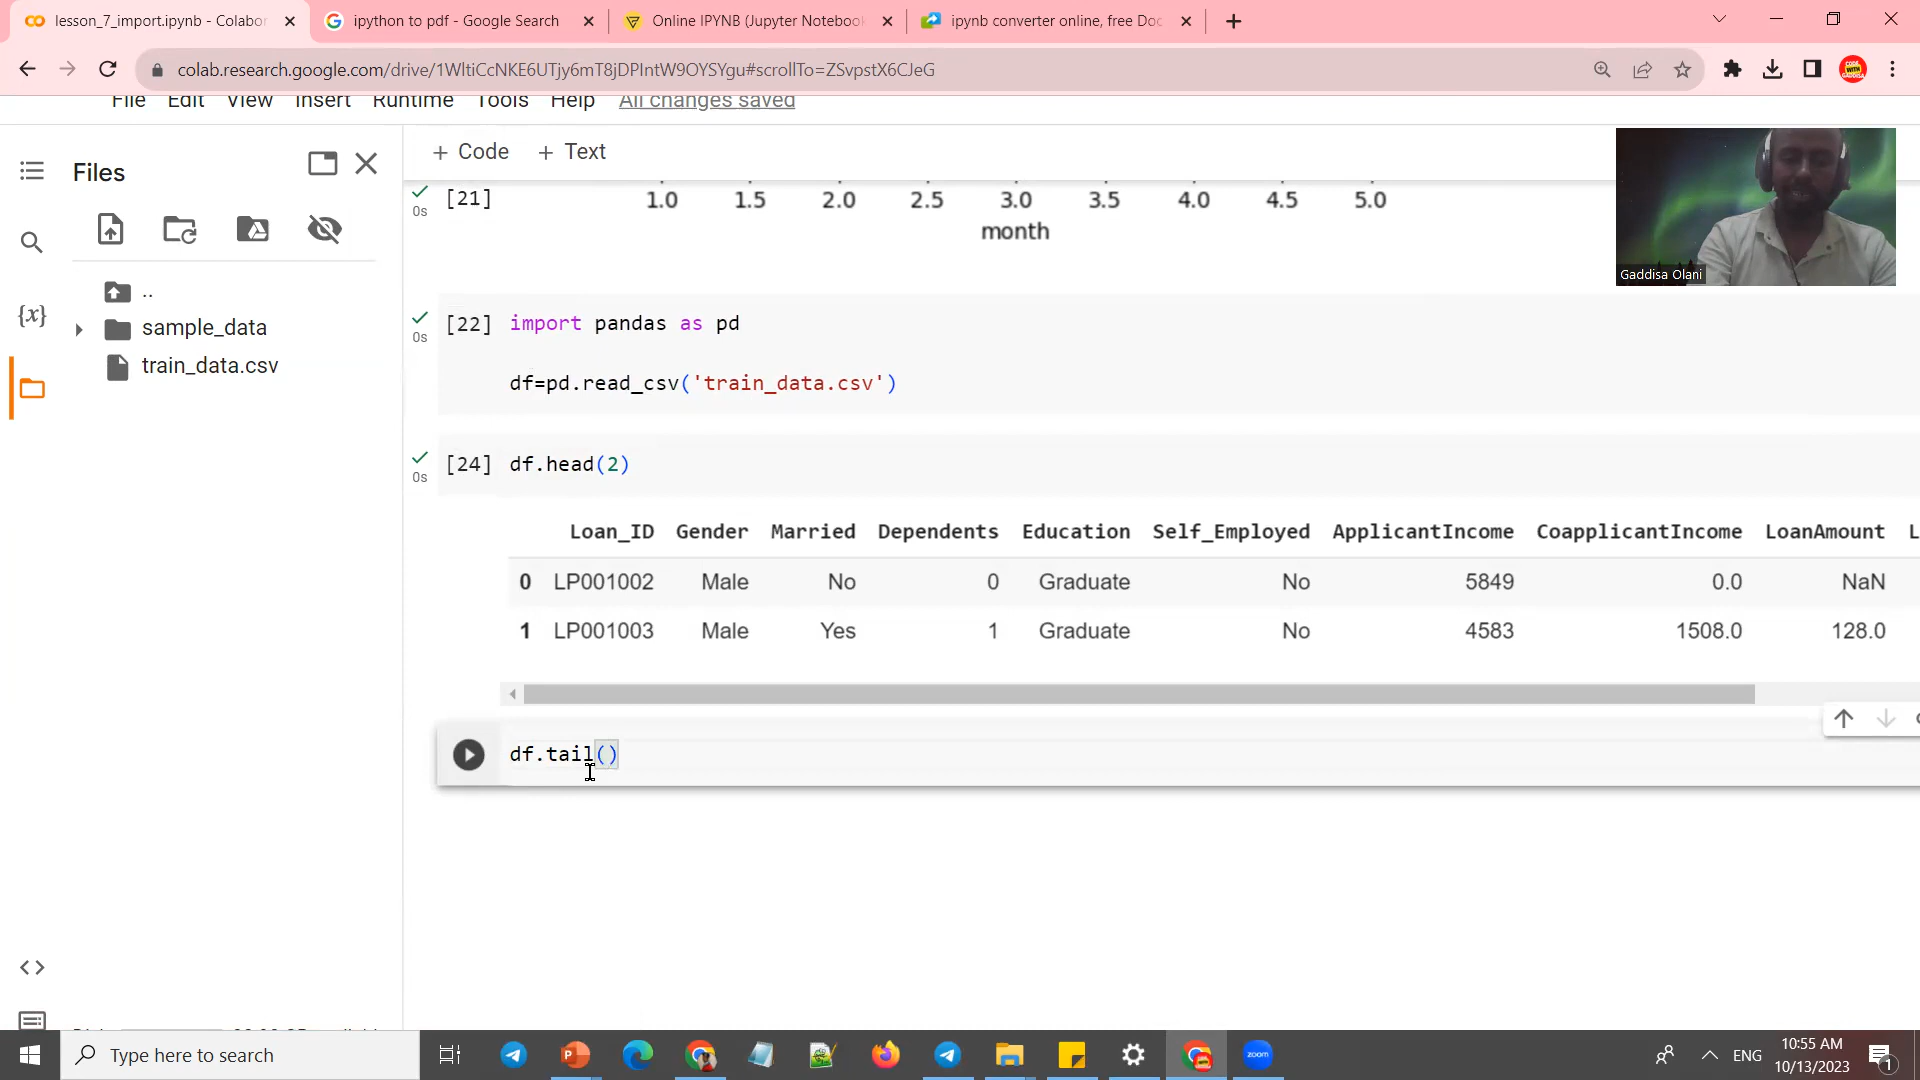 lesson_7_import.ipynb - Colabor
ipython to pdf - Google Search
Online IPYNB (Jupyter Notebook
ipynb converter online, free Doc
colab.research.google.com/drive/1WltiCcNKE6UTjy6mT8jDPIntW9OYSYgu#scrollTo=ZSvpstX6CJeG
File Edit View Insert Runtime Tools Help All changes saved
Files
+ Code + Text
..
sample_data
train_data.csv
{x}
[21]
0s
1.0 1.5 2.0 2.5 3.0 3.5 4.0 4.5 5.0
month
Gaddisa Olani
[22] import pandas as pd
0s
df=pd.read_csv('train_data.csv')
[24] df.head(2)
0s
Loan_ID Gender Married Dependents Education Self_Employed ApplicantIncome CoapplicantIncome LoanAmount L
0 LP001002 Male No 0 Graduate No 5849 0.0 NaN
1 LP001003 Male Yes 1 Graduate No 4583 1508.0 128.0
df.tail()
Type here to search
zoom
ENG
10:55 AM
10/13/2023
1